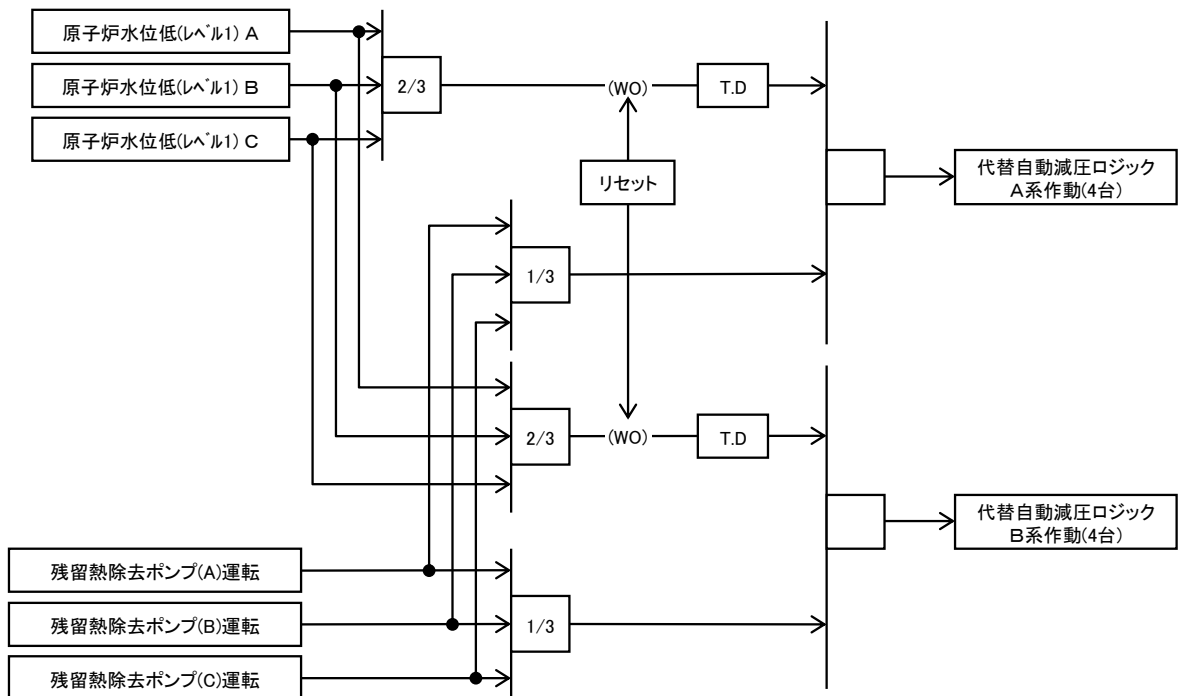 原子炉水位低(ﾚﾍﾞﾙ1) A
原子炉水位低(ﾚﾍﾞﾙ1) B
原子炉水位低(ﾚﾍﾞﾙ1) C
2/3
(WO)
T.D
リセット
代替自動減圧ロジック
A系作動(4台)
1/3
2/3
(WO)
T.D
代替自動減圧ロジック
B系作動(4台)
残留熱除去ポンプ(A)運転
残留熱除去ポンプ(B)運転
残留熱除去ポンプ(C)運転
1/3